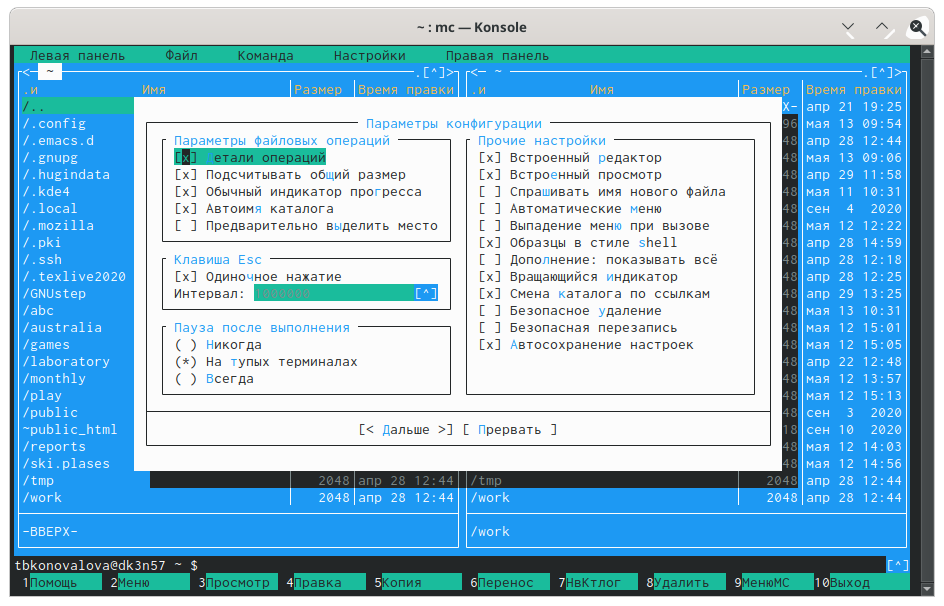 ~ : mc — Konsole
Левая панель Файл Команда Настройки Правая панель
<— ~ .[^]> <— ~ .[^]>
.и Имя Размер Время правки .и Имя Размер Время правки
/.. X– апр 21 19:25
/.config 96 мая 13 09:54
/.emacs.d 48 апр 28 12:44
/.gnupg 48 мая 13 09:06
/.hugindata 48 апр 29 11:58
/.kde4 48 мая 11 10:31
/.local 48 сен 4 2020
/.mozilla 48 мая 12 12:22
/.pki 48 апр 28 14:59
/.ssh 48 апр 28 12:18
/.texlive2020 48 апр 28 12:25
/GNUstep 48 апр 29 13:25
/abc 48 мая 13 10:31
/australia 48 мая 12 15:01
/games 48 мая 12 15:05
/laboratory 48 апр 22 12:48
/monthly 48 мая 12 13:57
/play 48 мая 12 15:13
/public 48 сен 3 2020
~public_html 18 сен 10 2020
/reports 48 мая 12 14:03
/ski.plases 48 мая 12 14:56
/tmp 2048 апр 28 12:44 /tmp 2048 апр 28 12:44
/work 2048 апр 28 12:44 /work 2048 апр 28 12:44
Параметры конфигурации
Параметры файловых операций
[x] Детали операций
[x] Подсчитывать общий размер
[x] Обычный индикатор прогресса
[x] Автоимя каталога
[ ] Предварительно выделить место
Клавиша Esc
[x] Одиночное нажатие
Интервал: 1000000 [^]
Пауза после выполнения
( ) Никогда
(*) На тупых терминалах
( ) Всегда
Прочие настройки
[x] Встроенный редактор
[x] Встроенный просмотр
[ ] Спрашивать имя нового файла
[ ] Автоматические меню
[ ] Выпадение меню при вызове
[x] Образцы в стиле shell
[ ] Дополнение: показывать всё
[x] Вращающийся индикатор
[x] Смена каталога по ссылкам
[ ] Безопасное удаление
[ ] Безопасная перезапись
[x] Автосохранение настроек
[< Дальше >] [ Прервать ]
–ВВЕРХ– /work
tbkonovalova@dk3n57 ~ $ [^]
1Помощь 2Меню 3Просмотр 4Правка 5Копия 6Перенос 7НвКтлог 8Удалить 9МенюМС 10Выход